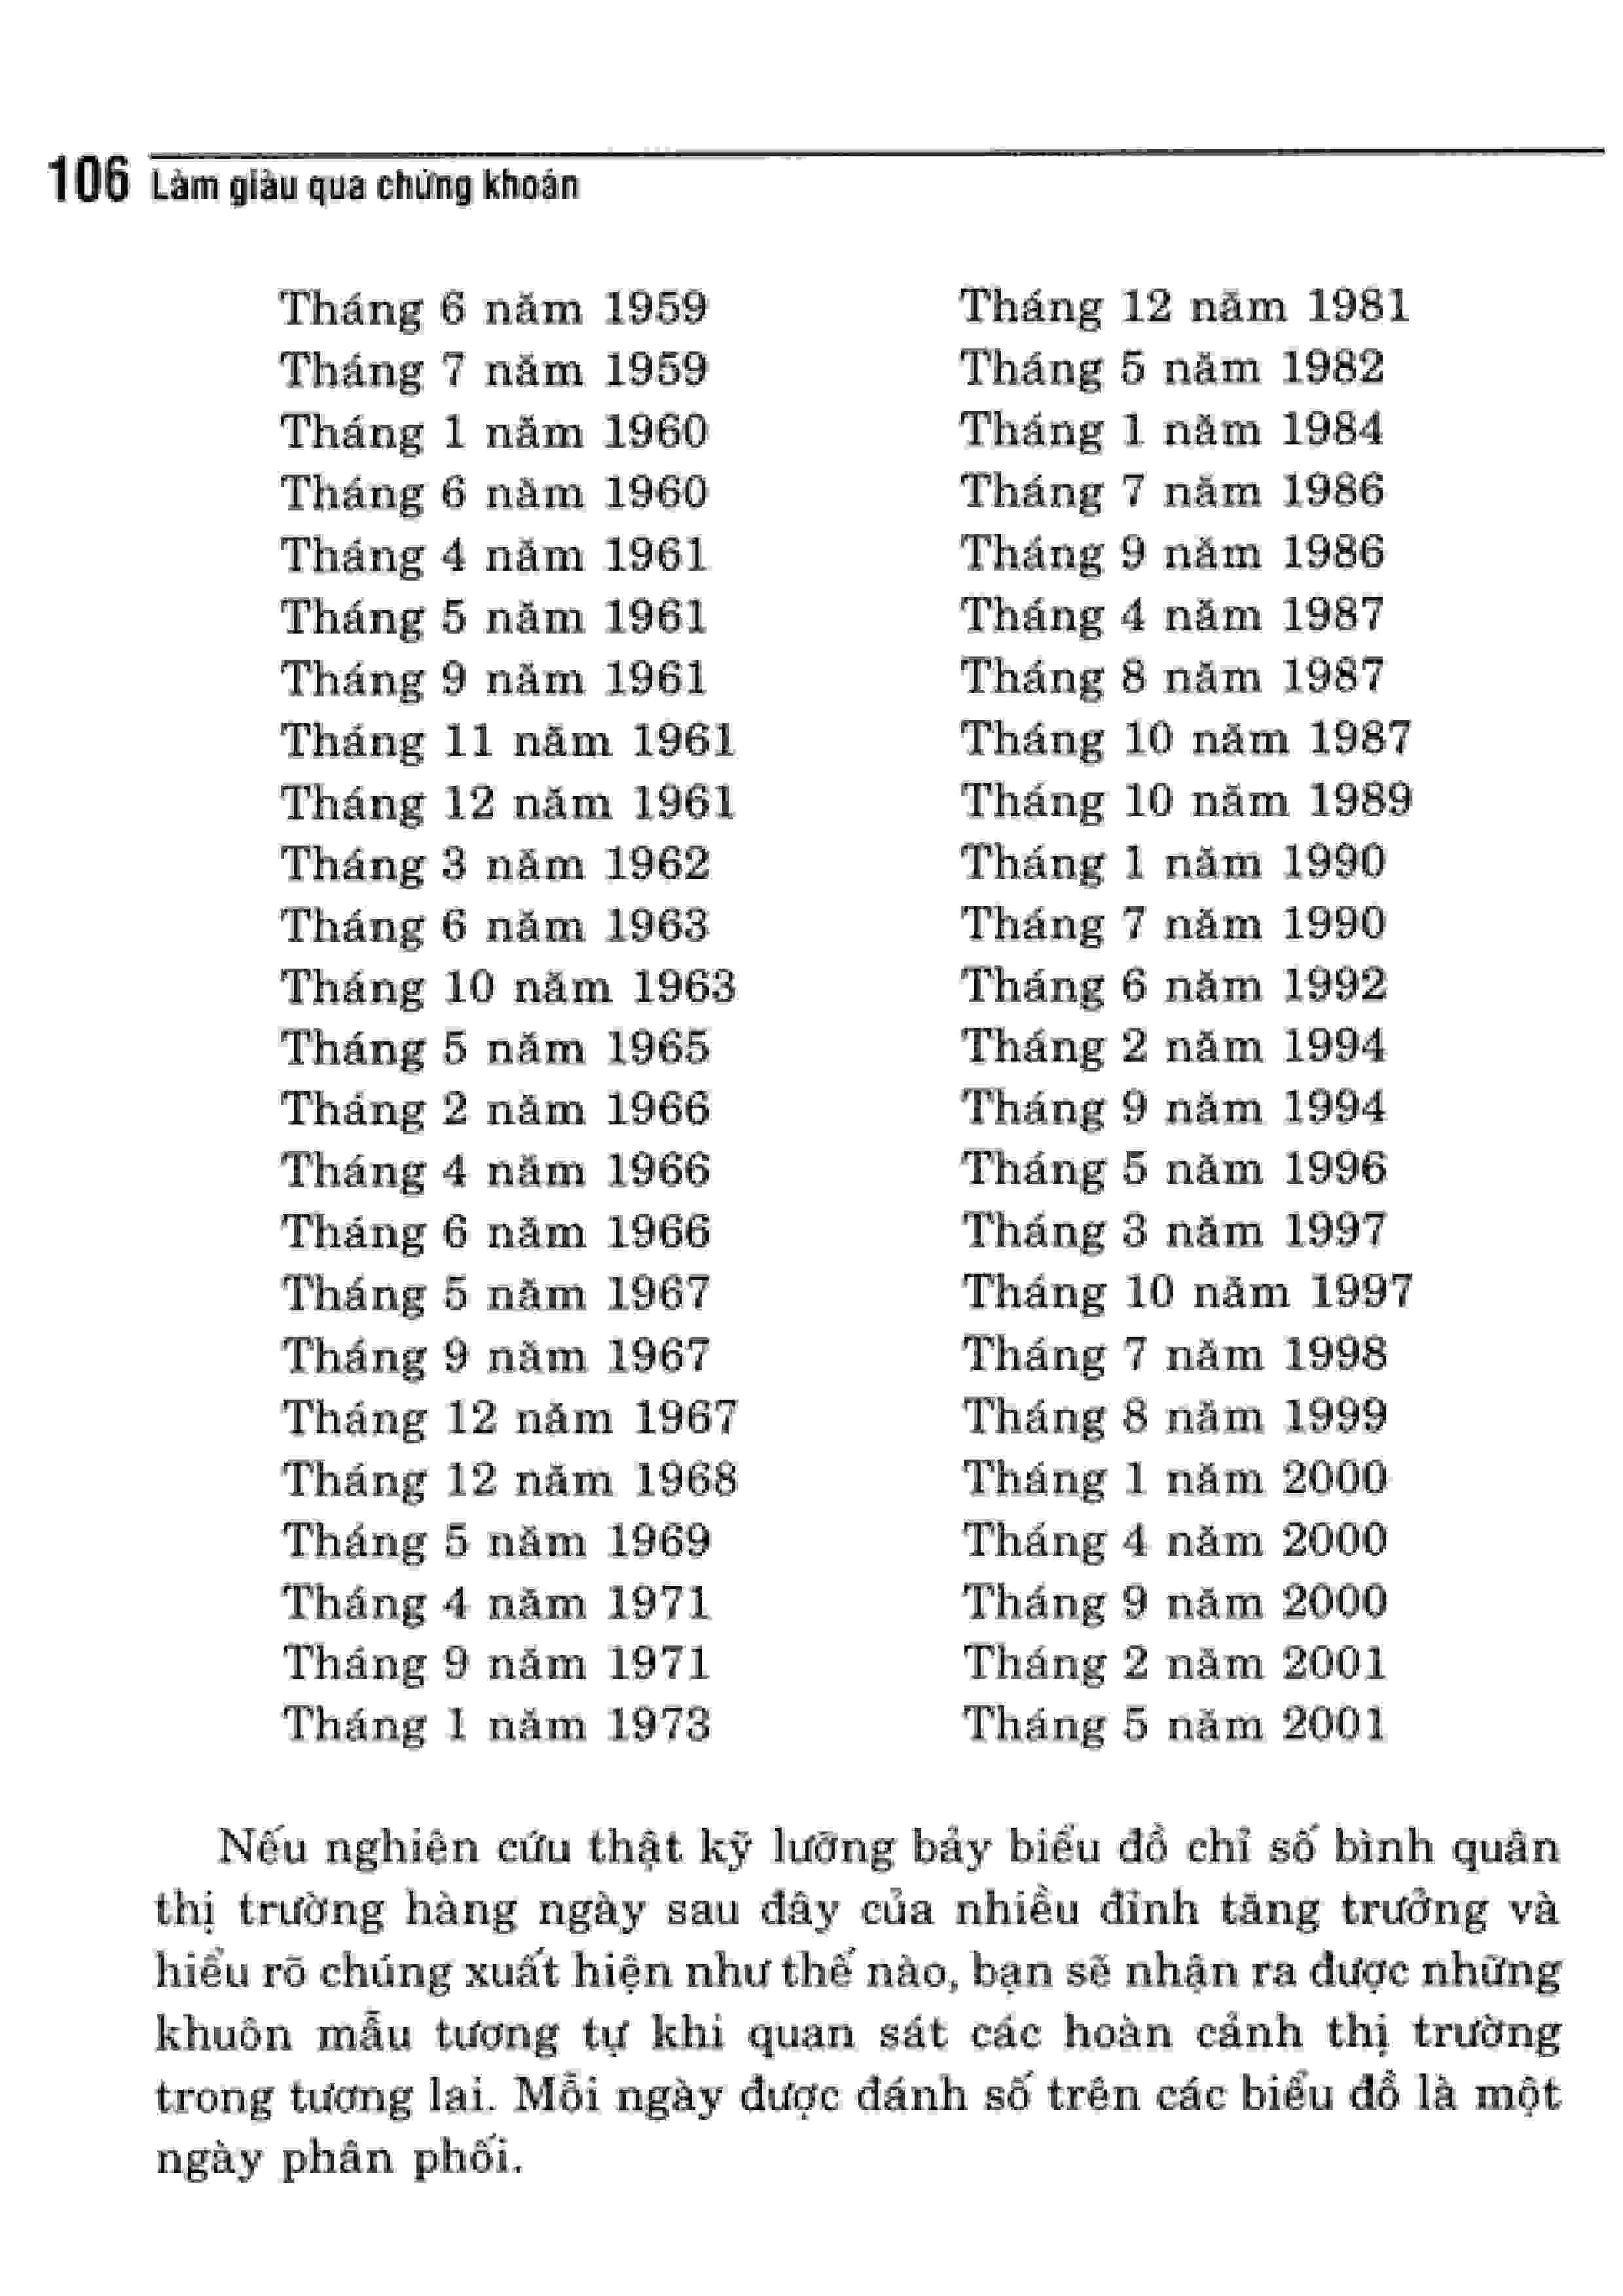 106 Làm giàu qua chứng khoán
Tháng 6 năm 1959
Tháng 7 năm 1959
Tháng 1 năm 1960
Tháng 6 năm 1960
Tháng 4 năm 1961
Tháng 5 năm 1961
Tháng 9 năm 1961
Tháng 11 năm 1961
Tháng 12 năm 1961
Tháng 3 năm 1962
Tháng 6 năm 1963
Tháng 10 năm 1963
Tháng 5 năm 1965
Tháng 2 năm 1966
Tháng 4 năm 1966
Tháng 6 năm 1966
Tháng 5 năm 1967
Tháng 9 năm 1967
Tháng 12 năm 1967
Tháng 12 năm 1968
Tháng 5 năm 1969
Tháng 4 năm 1971
Tháng 9 năm 1971
Tháng 1 năm 1973
Tháng 12 năm 1981
Tháng 5 năm 1982
Tháng 1 năm 1984
Tháng 7 năm 1986
Tháng 9 năm 1986
Tháng 4 năm 1987
Tháng 8 năm 1987
Tháng 10 năm 1987
Tháng 10 năm 1989
Tháng 1 năm 1990
Tháng 7 năm 1990
Tháng 6 năm 1992
Tháng 2 năm 1994
Tháng 9 năm 1994
Tháng 5 năm 1996
Tháng 3 năm 1997
Tháng 10 năm 1997
Tháng 7 năm 1998
Tháng 8 năm 1999
Tháng 1 năm 2000
Tháng 4 năm 2000
Tháng 9 năm 2000
Tháng 2 năm 2001
Tháng 5 năm 2001
Nếu nghiên cứu thật kỹ lưỡng bảy biểu đồ chỉ số bình quân
thị trường hàng ngày sau đây của nhiều đỉnh tăng trưởng và
hiểu rõ chúng xuất hiện như thế nào, bạn sẽ nhận ra được những
khuôn mẫu tương tự khi quan sát các hoàn cảnh thị trường
trong tương lai. Mỗi ngày được đánh số trên các biểu đồ là một
ngày phân phối.